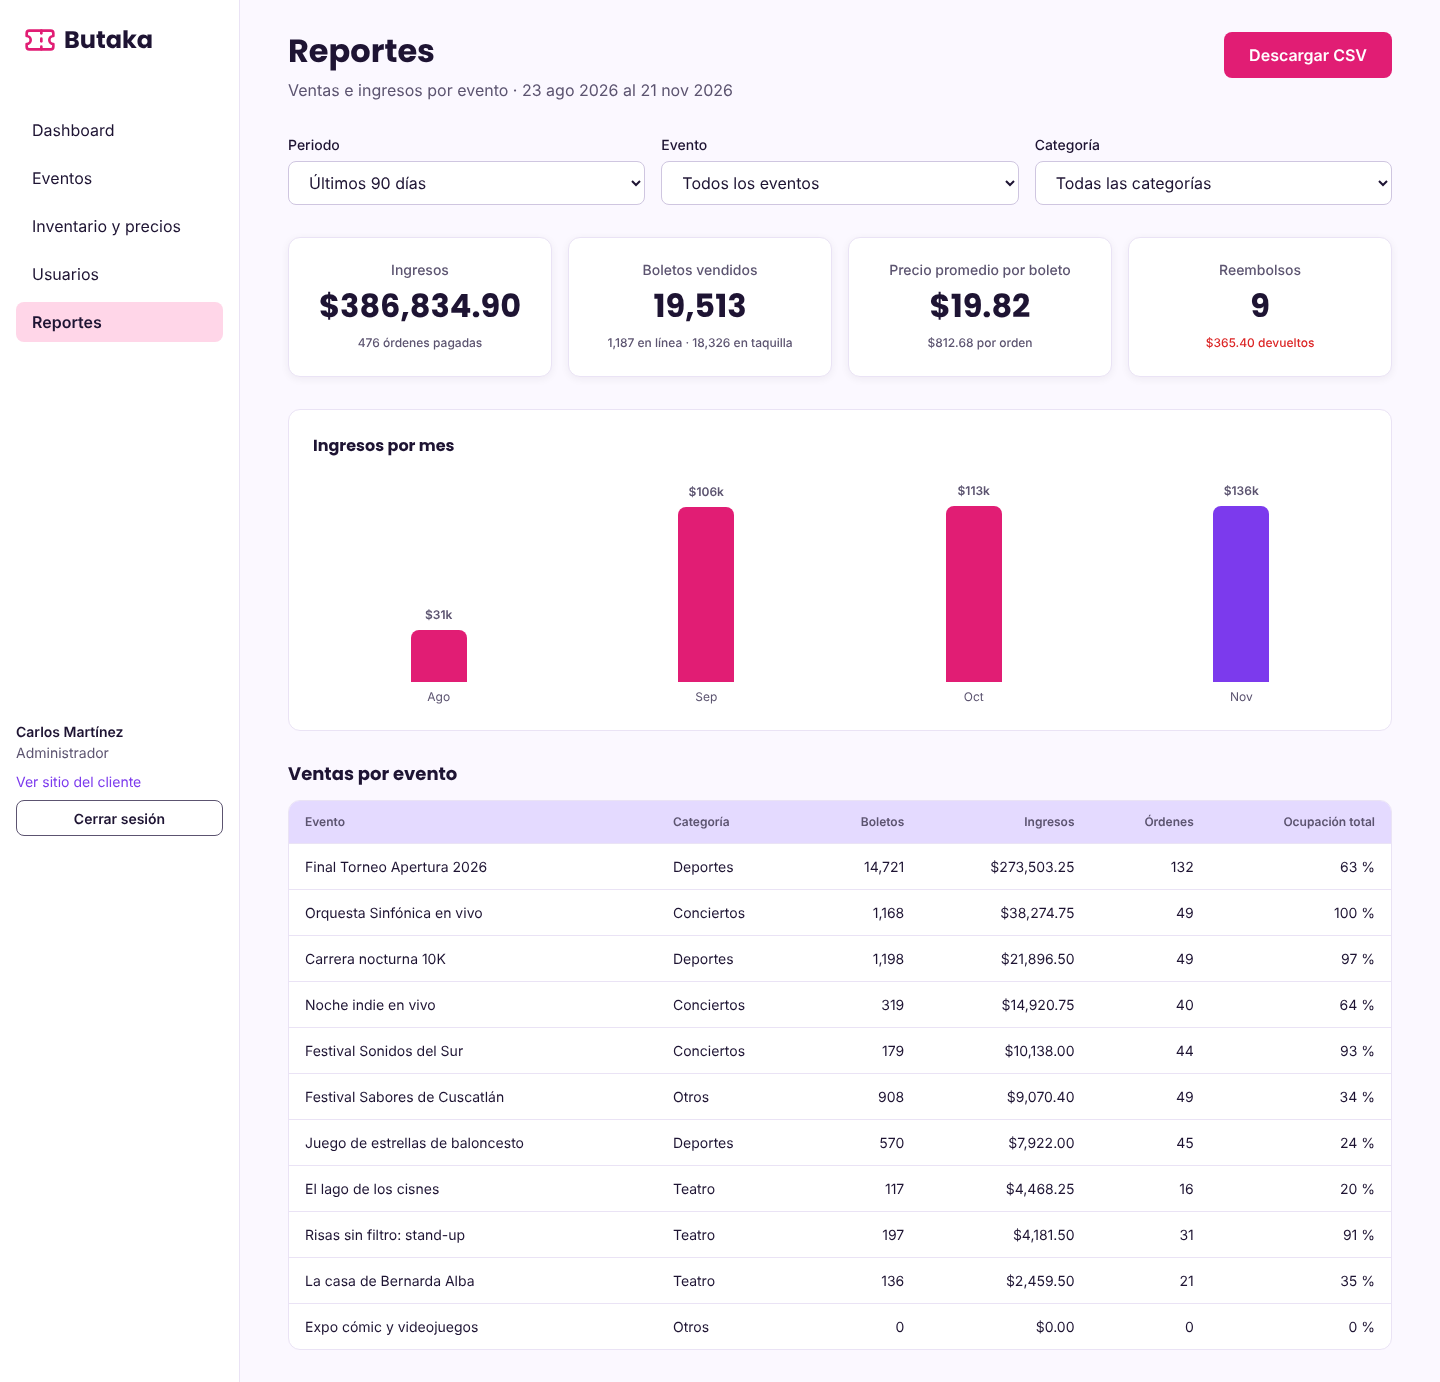 Butaka
Dashboard
Eventos
Inventario y precios
Usuarios
Reportes
Carlos Martínez
Administrador
Ver sitio del cliente
Cerrar sesión
Reportes
Ventas e ingresos por evento · 23 ago 2026 al 21 nov 2026
Descargar CSV
Periodo Evento Categoría
Últimos 90 días Todos los eventos Todas las categorías
Ingresos
$386,834.90
476 órdenes pagadas
Boletos vendidos
19,513
1,187 en línea · 18,326 en taquilla
Precio promedio por boleto
$19.82
$812.68 por orden
Reembolsos
9
$365.40 devueltos
Ingresos por mes
$31k $106k $113k $136k
Ago Sep Oct Nov
Ventas por evento
Evento Categoría Boletos Ingresos Órdenes Ocupación total
Final Torneo Apertura 2026 Deportes 14,721 $273,503.25 132 63 %
Orquesta Sinfónica en vivo Conciertos 1,168 $38,274.75 49 100 %
Carrera nocturna 10K Deportes 1,198 $21,896.50 49 97 %
Noche indie en vivo Conciertos 319 $14,920.75 40 64 %
Festival Sonidos del Sur Conciertos 179 $10,138.00 44 93 %
Festival Sabores de Cuscatlán Otros 908 $9,070.40 49 34 %
Juego de estrellas de baloncesto Deportes 570 $7,922.00 45 24 %
El lago de los cisnes Teatro 117 $4,468.25 16 20 %
Risas sin filtro: stand-up Teatro 197 $4,181.50 31 91 %
La casa de Bernarda Alba Teatro 136 $2,459.50 21 35 %
Expo cómic y videojuegos Otros 0 $0.00 0 0 %